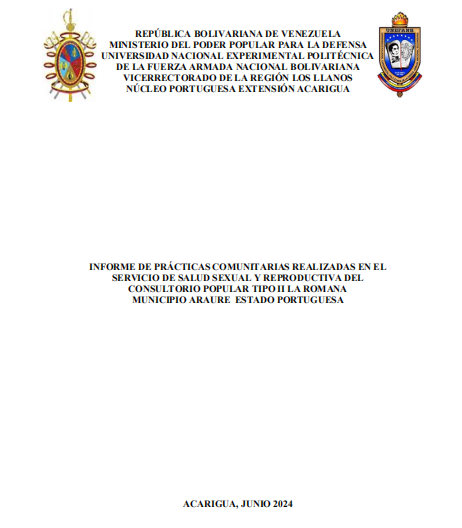 REPÚBLICA BOLIVARIANA DE VENEZUELA
MINISTERIO DEL PODER POPULAR PARA LA DEFENSA
UNIVERSIDAD NACIONAL EXPERIMENTAL POLITÉCNICA
DE LA FUERZA ARMADA NACIONAL BOLIVARIANA
VICERRECTORADO DE LA REGIÓN LOS LLANOS
NÚCLEO PORTUGUESA EXTENSIÓN ACARIGUA
UNEFANB
INFORME DE PRÁCTICAS COMUNITARIAS REALIZADAS EN EL
SERVICIO DE SALUD SEXUAL Y REPRODUCTIVA DEL
CONSULTORIO POPULAR TIPO II LA ROMANA
MUNICIPIO ARAURE ESTADO PORTUGUESA
ACARIGUA, JUNIO 2024